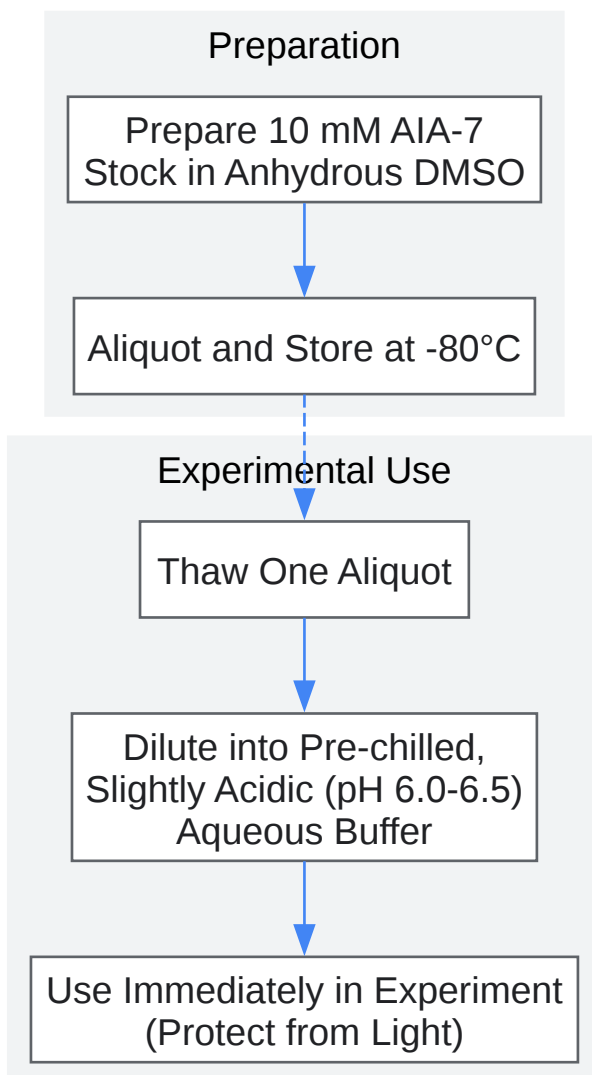 Preparation
Prepare 10 mM AIA-7
Stock in Anhydrous DMSO
Aliquot and Store at -80°C
Experimental Use
Thaw One Aliquot
Dilute into Pre-chilled,
Slightly Acidic (pH 6.0-6.5)
Aqueous Buffer
Use Immediately in Experiment
(Protect from Light)